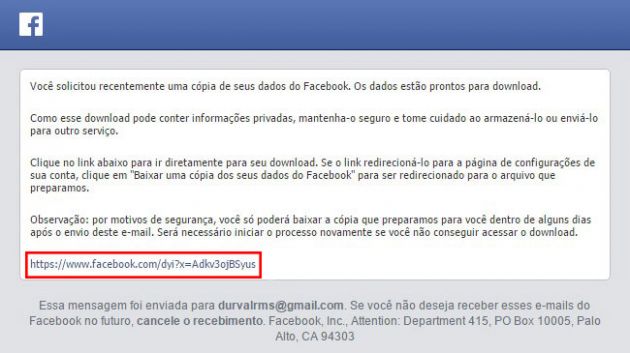 f
Você solicitou recentemente uma cópia de seus dados do Facebook. Os dados estão prontos para download.
Como esse download pode conter informações privadas, mantenha-o seguro e tome cuidado ao armazená-lo ou enviá-lo
para outro serviço.
Clique no link abaixo para ir diretamente para seu download. Se o link redirecioná-lo para a página de configurações de
sua conta, clique em "Baixar uma cópia dos seus dados do Facebook" para ser redirecionado para o arquivo que
preparamos.
Observação: por motivos de segurança, você só poderá baixar a cópia que preparamos para você dentro de alguns dias
após o envio deste e-mail. Será necessário iniciar o processo novamente se você não conseguir acessar o download.
https://www.facebook.com/dyi?x=Adkv3ojBSyus
Essa mensagem foi enviada para durvalrms@gmail.com. Se você não deseja receber esses e-mails do
Facebook no futuro, cancele o recebimento. Facebook, Inc., Attention: Department 415, PO Box 10005, Palo
Alto, CA 94303